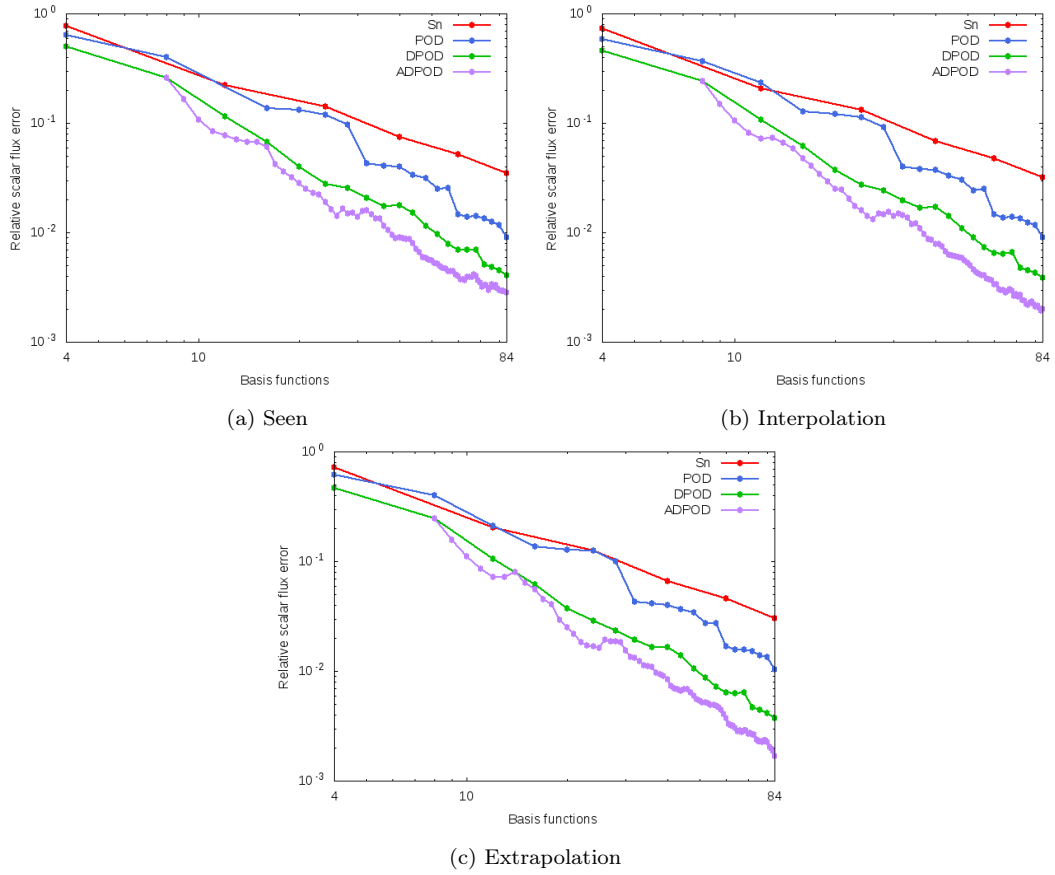 10^0
10^-1
10^-2
10^-3
Relative scalar flux error
4
10
84
Basis functions
Sn
POD
DPOD
ADPOD
(a) Seen
10^0
10^-1
10^-2
10^-3
Relative scalar flux error
4
10
84
Basis functions
Sn
POD
DPOD
ADPOD
(b) Interpolation
10^0
10^-1
10^-2
10^-3
Relative scalar flux error
4
10
84
Basis functions
Sn
POD
DPOD
ADPOD
(c) Extrapolation